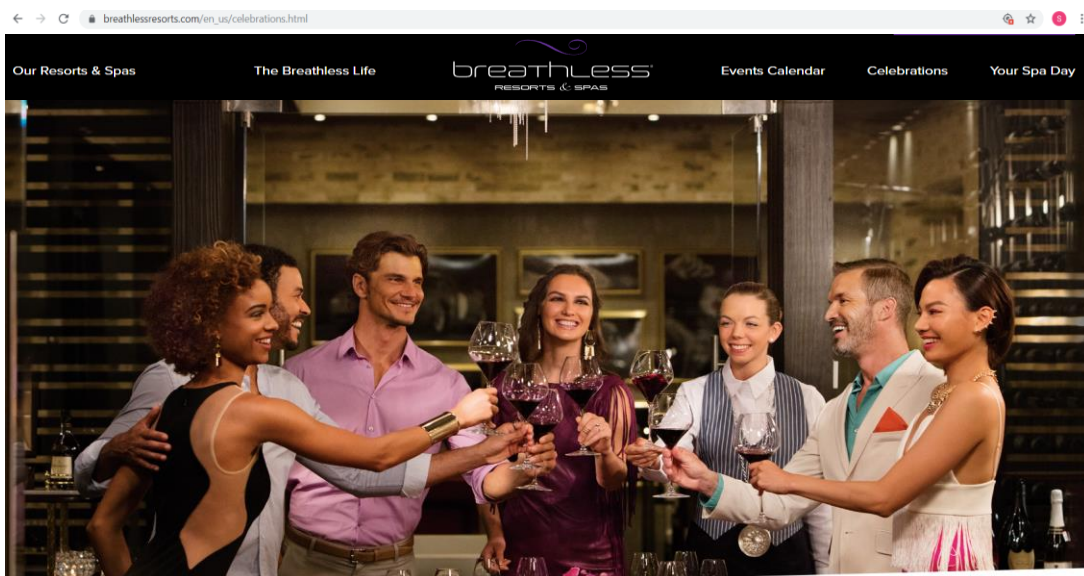 breathlessresorts.com/en_us/celebrations.html
S
Our Resorts & Spas
The Breathless Life
breathless
RESORTS & SPAS
Events Calendar
Celebrations
Your Spa Day